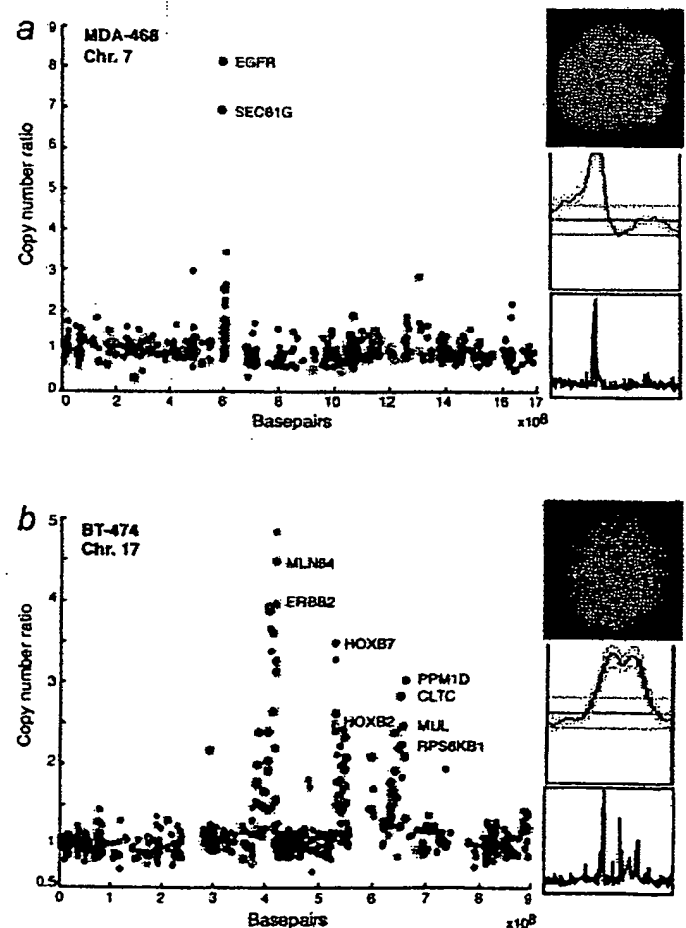 a
MDA-468
Chr. 7
Copy number ratio
9
8
7
6
5
4
3
2
1
0
EGFR
SEC61G
0 2 4 6 8 10 12 14 15 17
Basepairs
x10⁸
b
BT-474
Chr. 17
Copy number ratio
5
4
3
2
1
0.5
MLN64
ERBB2
HOXB7
PPM1D
CLTC
HOXB2
MUL
RPS6KB1
0 1 2 3 4 5 6 7 8 9
Basepairs
x10⁸